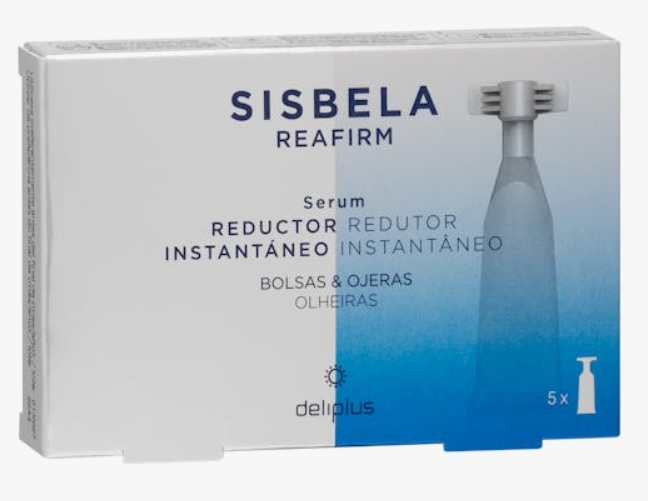 SISBELA
REAFIRM
Serum
REDUCTOR REDUTOR
INSTANTÁNEO INSTANTÂNEO
BOLSAS & OJERAS
OLHEIRAS
deliplus
5 x